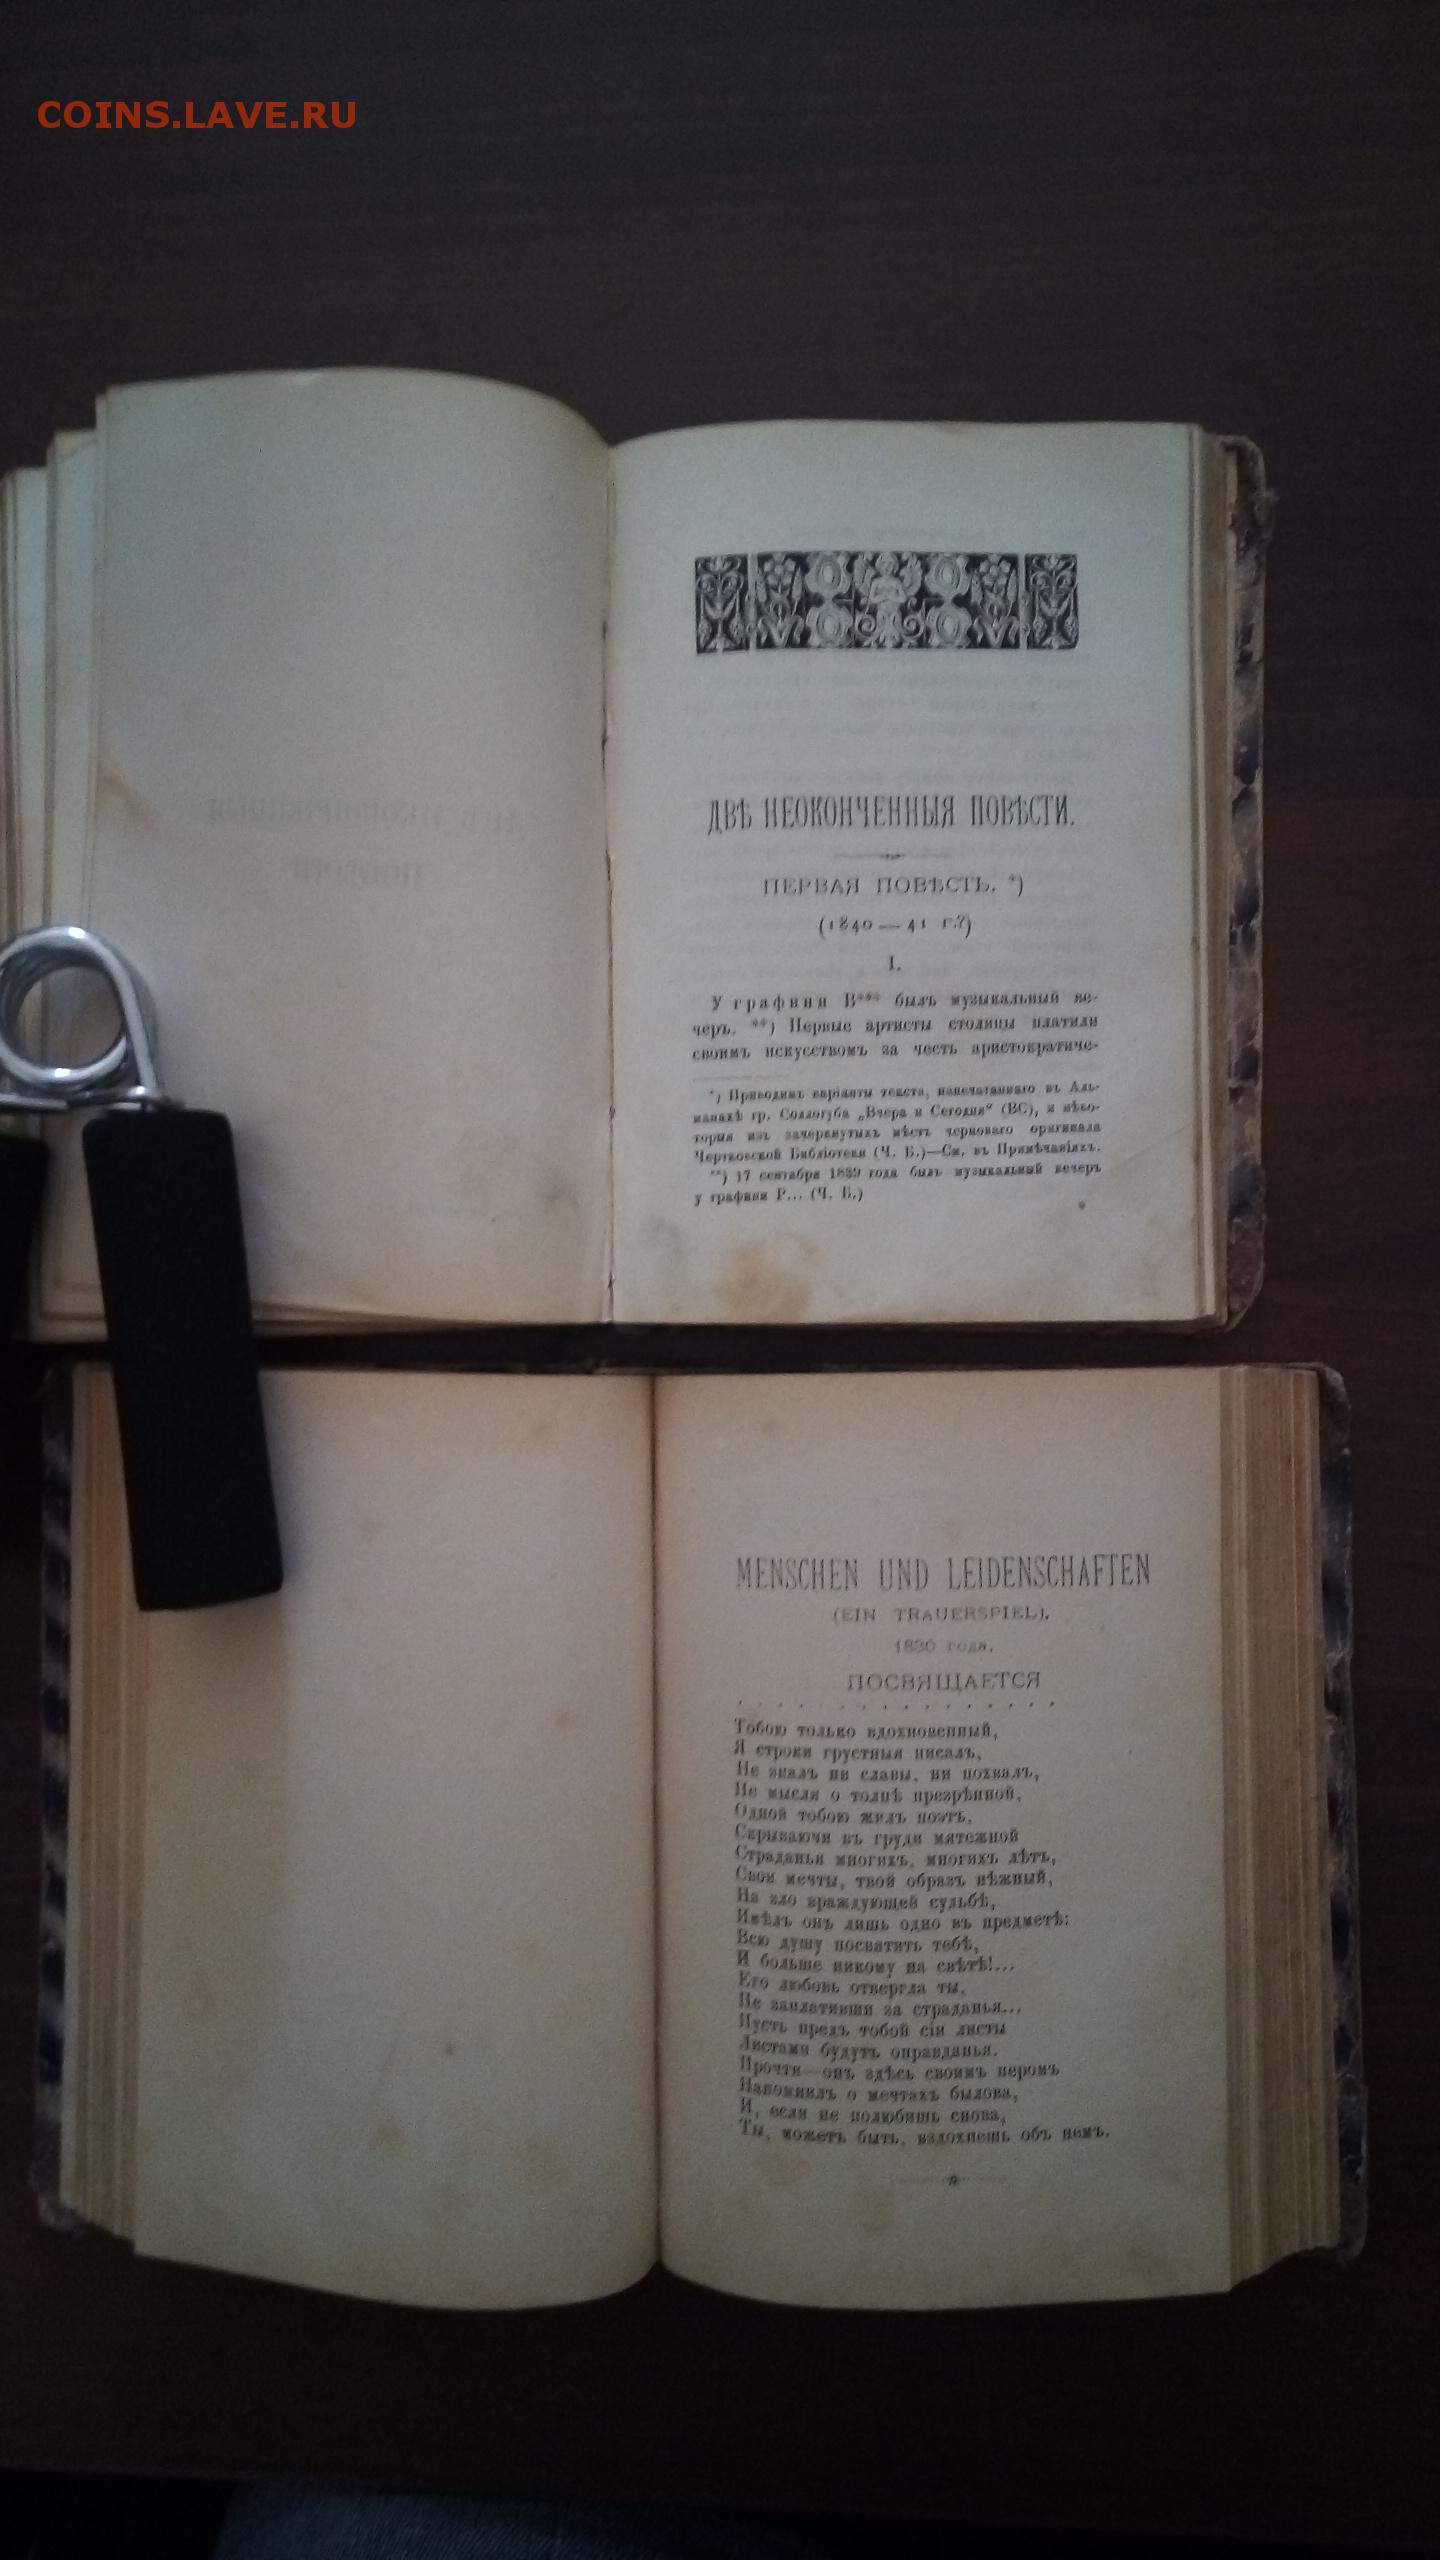 COINS.LAVE.RU
ДВѢ НЕОКОНЧЕННЫЯ ПОВѢСТИ.
ПЕРВАЯ ПОВѢСТЬ. *)
(1840 — 41 г.?)
I.
У графини В*** былъ музыкальный ве-
черъ. **) Первые артисты столицы платили
своимъ искусствомъ за честь аристократиче-
*) Приводимъ варіянты текста, напечатаннаго въ Аль-
манахѣ гр. Соллогуба „Вчера и Сегодня“ (ВС), и нѣко-
торыя изъ зачеркнутыхъ мѣстъ черноваго оригинала
Чертковской Библіотеки (Ч. Б.)—См. въ Примѣчаніяхъ.
**) 17 сентября 1839 года былъ музыкальный вечеръ
у графини Р... (Ч. Б.)
*
MENSCHEN UND LEIDENSCHAFTEN
(EIN TRAUERSPIEL).
1830 года.
ПОСВЯЩАЕТСЯ
. . . . . . . . . . . . . . . .
Тобою только вдохновенный,
Я строки грустныя писалъ,
Не зналъ ни славы, ни похвалъ,
Не мысля о толпѣ презрѣнной,
Одной тобою жилъ поэтъ,
Скрываючи въ груди мятежной
Страданья многихъ, многихъ лѣтъ,
Свои мечты, твой образъ нѣжный,
На зло враждующей судьбѣ,
Имѣлъ онъ лишь одно въ предметѣ:
Всю душу посвятить тебѣ,
И больше никому на свѣтѣ!...
Его любовь отвергла ты,
Не заплативши за страданья...
Пусть предъ тобой сіи листы
Листами будутъ оправданья.
Прочти—онъ здѣсь своимъ перомъ
Напомнилъ о мечтахъ былова,
И, если не полюбишь снова,
Ты, можетъ быть, вздохнешь объ немъ.